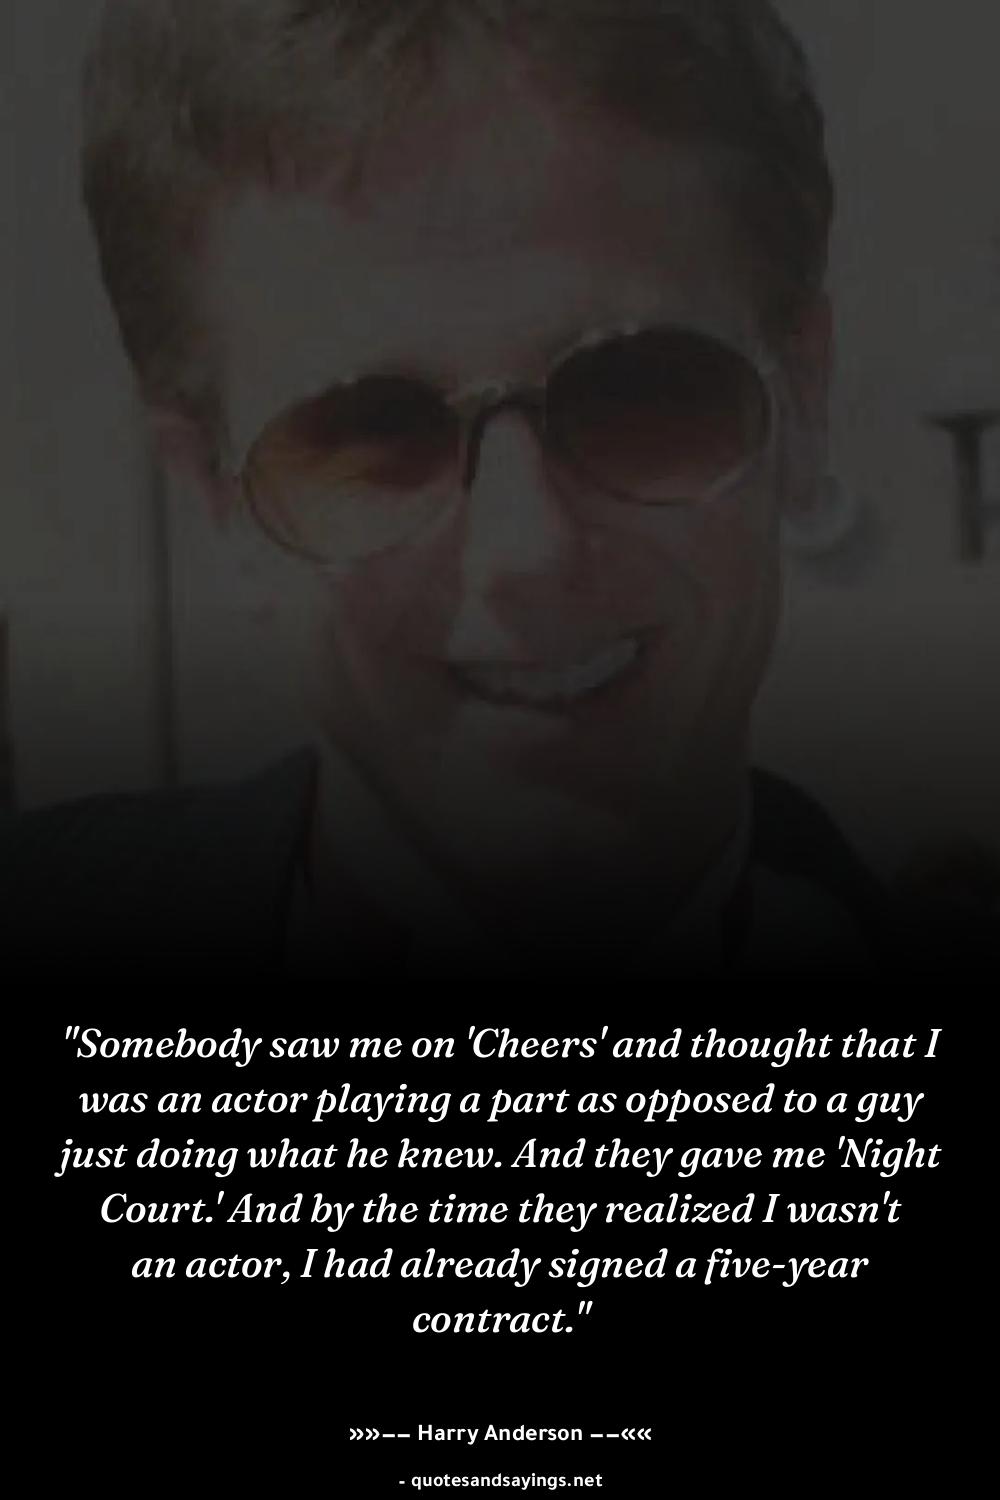 "Somebody saw me on 'Cheers' and thought that I
was an actor playing a part as opposed to a guy
just doing what he knew. And they gave me 'Night
Court.' And by the time they realized I wasn't
an actor, I had already signed a five-year
contract."
»»–– Harry Anderson ––««
- quotesandsayings.net